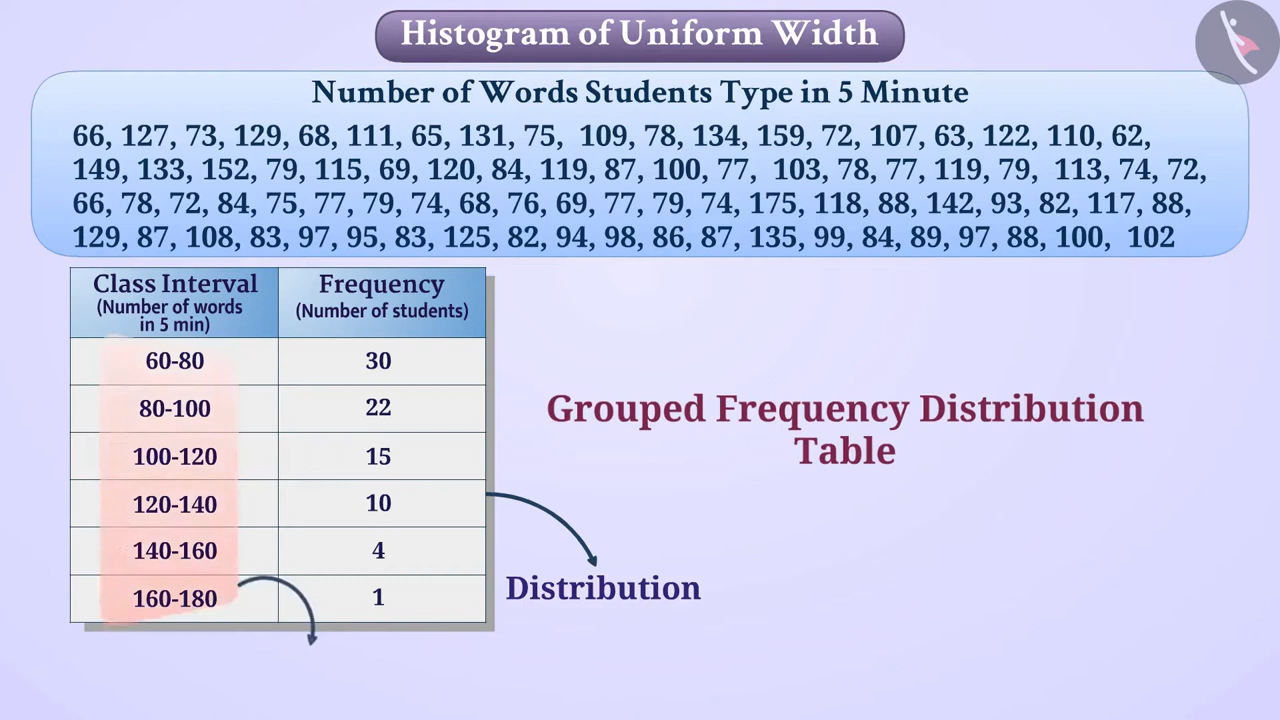 Histogram of Uniform Width
Number of Words Students Type in 5 Minute
66, 127, 73, 129, 68, 111, 65, 131, 75, 109, 78, 134, 159, 72, 107, 63, 122, 110, 62,
149, 133, 152, 79, 115, 69, 120, 84, 119, 87, 100, 77, 103, 78, 77, 119, 79, 113, 74, 72,
66, 78, 72, 84, 75, 77, 79, 74, 68, 76, 69, 77, 79, 74, 175, 118, 88, 142, 93, 82, 117, 88,
129, 87, 108, 83, 97, 95, 83, 125, 82, 94, 98, 86, 87, 135, 99, 84, 89, 97, 88, 100, 102
Class Interval Frequency
(Number of words (Number of students)
in 5 min)
60-80 30
80-100 22
100-120 15
120-140 10
140-160 4
160-180 1
Grouped Frequency Distribution
Table
Distribution